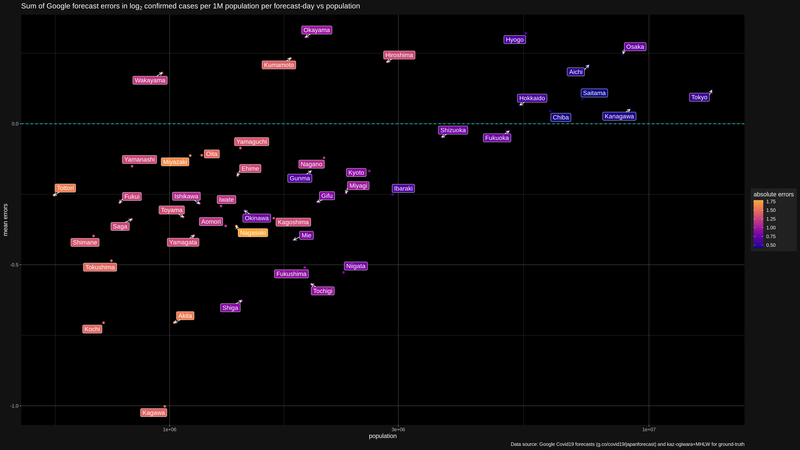 Sum of Google forecast errors in log2 confirmed cases per 1M population per forecast-day vs population
Okayama
Hyogo
Osaka
Hiroshima
Kumamoto
Aichi
Wakayama
Saitama
Tokyo
Hokkaido
Chiba
Kanagawa
0.0
Shizuoka
Fukuoka
Yamaguchi
Oita
Yamanashi
Miyazaki
Nagano
Ehime
Kyoto
Gunma
Miyagi
Tottori
Ibaraki
Fukui
Ishikawa
Gifu
Iwate
absolute errors
1.75
1.50
1.25
1.00
0.75
0.50
Toyama
Okinawa
Aomori
Kagoshima
Saga
mean errors
Nagasaki
Mie
Shimane
Yamagata
-0.5
Tokushima
Niigata
Fukushima
Tochigi
Shiga
Akita
Kochi
-1.0
Kagawa
1e+06
3e+06
1e+07
population
Data source: Google Covid19 forecasts (g.co/covid19/japanforecast) and kaz-ogiwara+MHLW for ground-truth